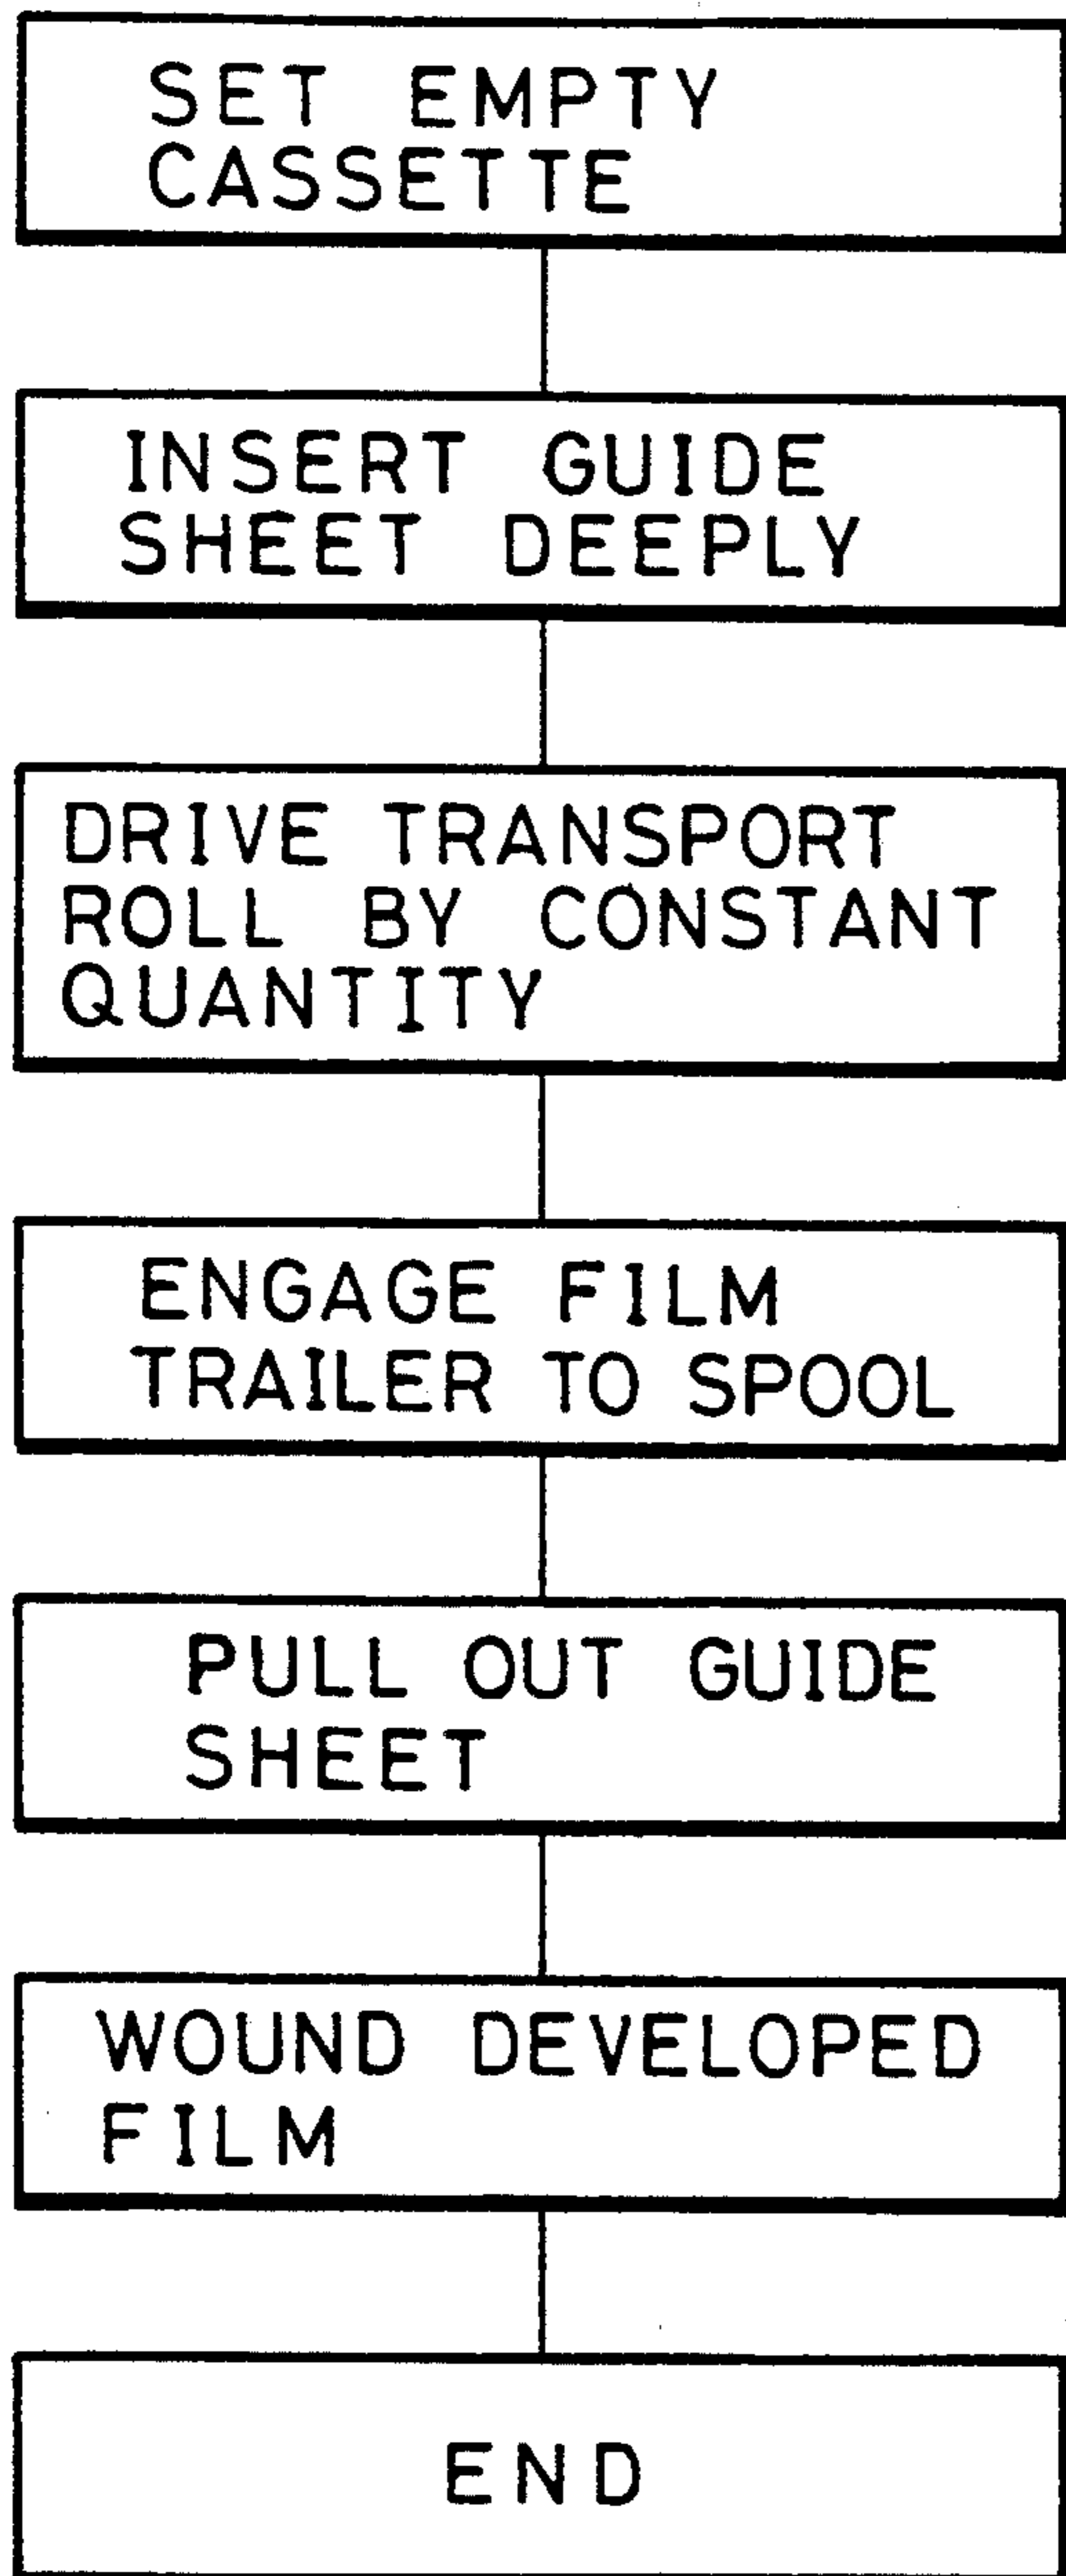 SET EMPTY
CASSETTE
INSERT GUIDE
SHEET DEEPLY
DRIVE TRANSPORT
ROLL BY CONSTANT
QUANTITY
ENGAGE FILM
TRAILER TO SPOOL
PULL OUT GUIDE
SHEET
WOUND DEVELOPED
FILM
END